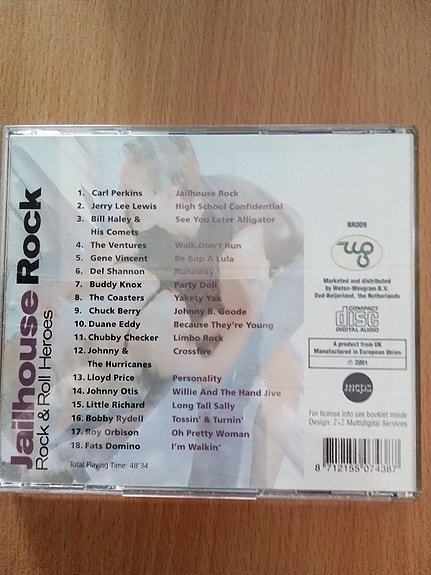 Jailhouse Rock
Rock & Roll Heroes
1. Carl Perkins Jailhouse Rock
2. Jerry Lee Lewis High School Confidential
3. Bill Haley & See You Later Alligator
His Comets
4. The Ventures Walk,Don't Run
5. Gene Vincent Be Bop A Lula
6. Del Shannon Runaway
7. Buddy Knox Party Doll
8. The Coasters Yakety Yak
9. Chuck Berry Johnny B. Goode
10. Duane Eddy Because They're Young
11. Chubby Checker Limbo Rock
12. Johnny & Crossfire
The Hurricanes
13. Lloyd Price Personality
14. Johnny Otis Willie And The Hand Jive
15. Little Richard Long Tall Sally
16. Bobby Rydell Tossin' & Turnin'
17. Roy Orbison Oh Pretty Woman
18. Fats Domino I'm Walkin'
Total Playing Time: 48'34
RR009
wg
Marketed and distributed
by Weton-Wesgram B.V.
Oud-Beijerland, the Netherlands
COMPACT
disc
DIGITAL AUDIO
A product from UK
Manufactured in European Union
℗ 2001
mcps
For license info see booklet inside
Design: Z+Z Multidigital Services
8 712155 074387